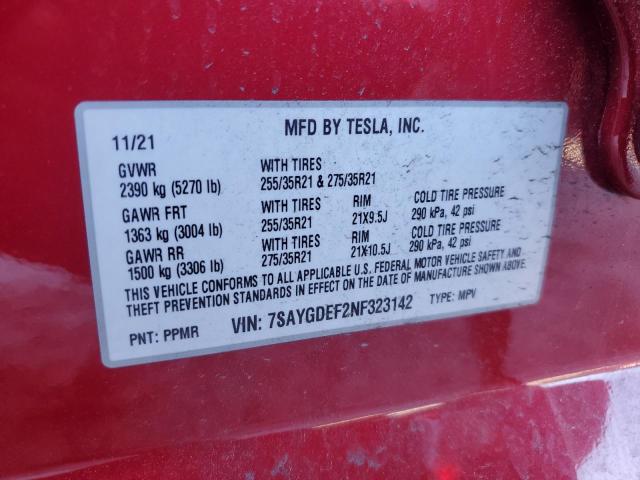 MFD BY TESLA, INC.
11/21
GVWR WITH TIRES
2390 kg (5270 lb) 255/35R21 & 275/35R21
GAWR FRT WITH TIRES RIM COLD TIRE PRESSURE
1363 kg (3004 lb) 255/35R21 21X9.5J 290 kPa, 42 psi
GAWR RR WITH TIRES RIM COLD TIRE PRESSURE
1500 kg (3306 lb) 275/35R21 21X10.5J 290 kPa, 42 psi
THIS VEHICLE CONFORMS TO ALL APPLICABLE U.S. FEDERAL MOTOR VEHICLE SAFETY AND
THEFT PREVENTION STANDARDS IN EFFECT ON THE DATE OF MANUFACTURE SHOWN ABOVE.
PNT: PPMR VIN: 7SAYGDEF2NF323142 TYPE: MPV